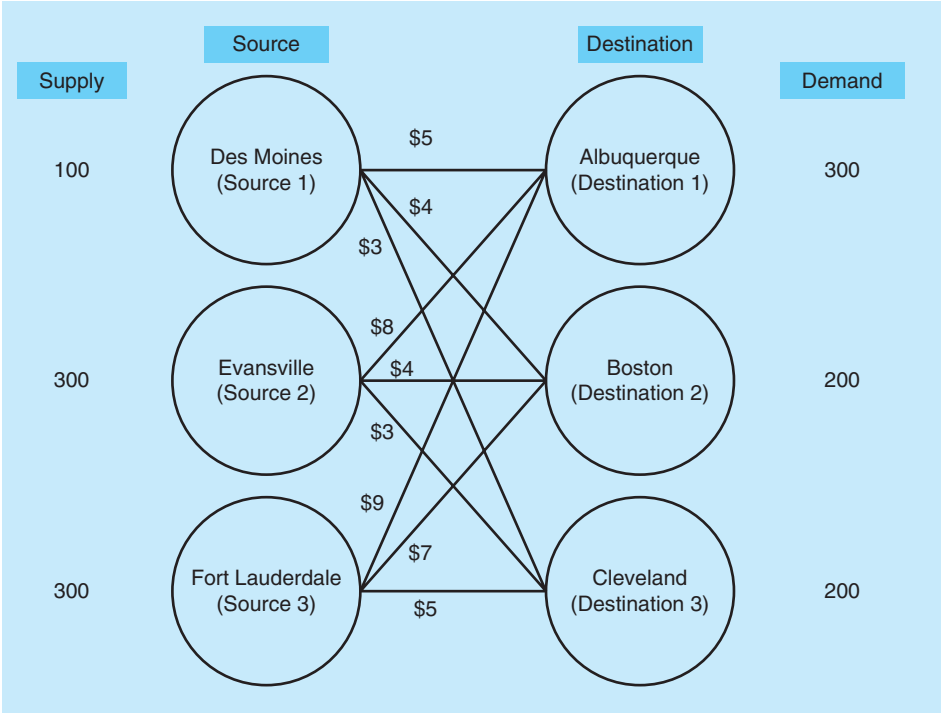 Source
Destination
Supply
Demand
$5
Des Moines
(Source 1)
Albuquerque
(Destination 1)
100
300
$4
$3
$8
Evansville
(Source 2)
$4
Boston
(Destination 2)
300
200
$3
$9
$7
Fort Lauderdale
(Source 3)
Cleveland
(Destination 3)
300
200
$5